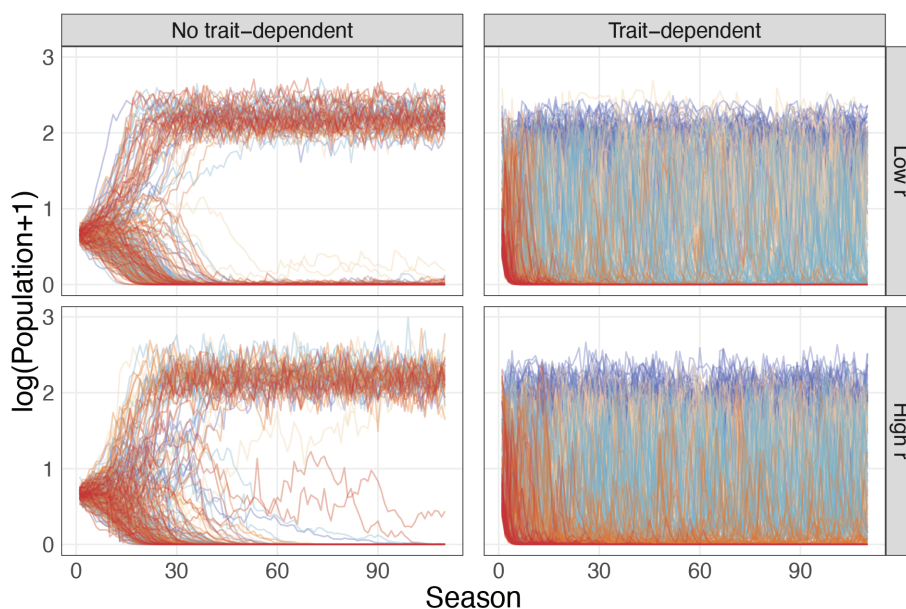 No trait−dependent
Trait−dependent
log(Population+1)
3
2
1
0
Low r
3
2
1
0
High r
0
30
60
90
0
30
60
90
Season